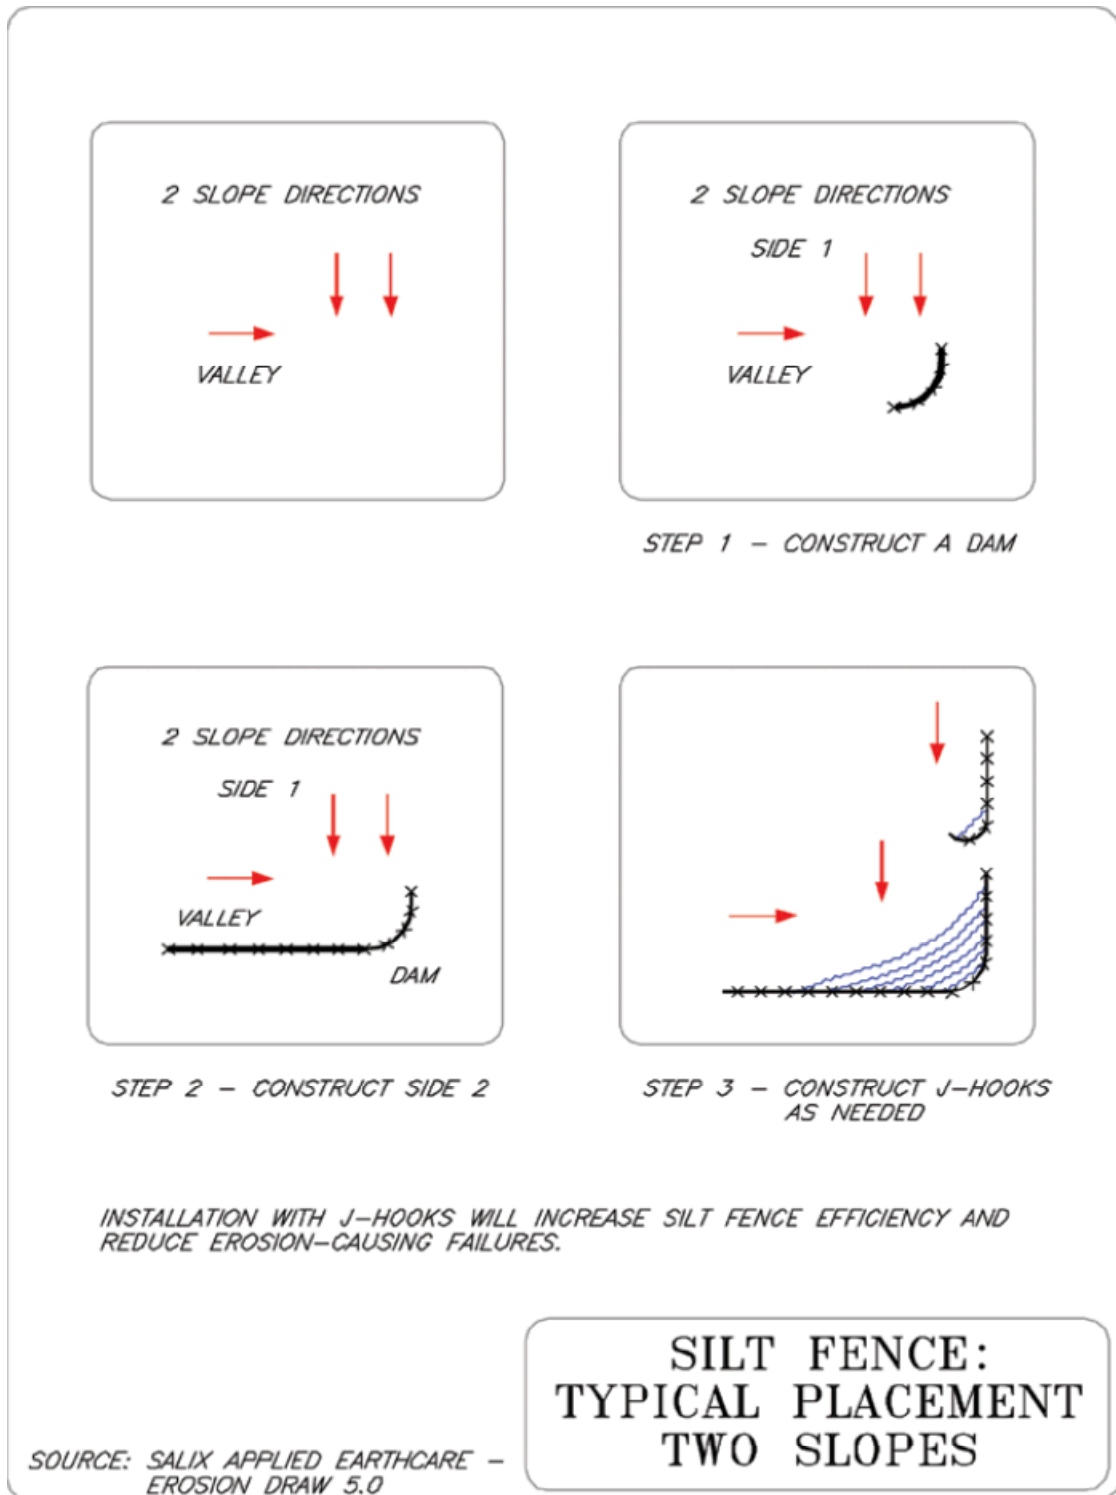 2 SLOPE DIRECTIONS
VALLEY
2 SLOPE DIRECTIONS
SIDE 1
VALLEY
STEP 1 – CONSTRUCT A DAM
2 SLOPE DIRECTIONS
SIDE 1
VALLEY
DAM
STEP 2 – CONSTRUCT SIDE 2
STEP 3 – CONSTRUCT J–HOOKS
AS NEEDED
INSTALLATION WITH J–HOOKS WILL INCREASE SILT FENCE EFFICIENCY AND
REDUCE EROSION–CAUSING FAILURES.
SILT FENCE:
TYPICAL PLACEMENT
TWO SLOPES
SOURCE: SALIX APPLIED EARTHCARE –
EROSION DRAW 5.0